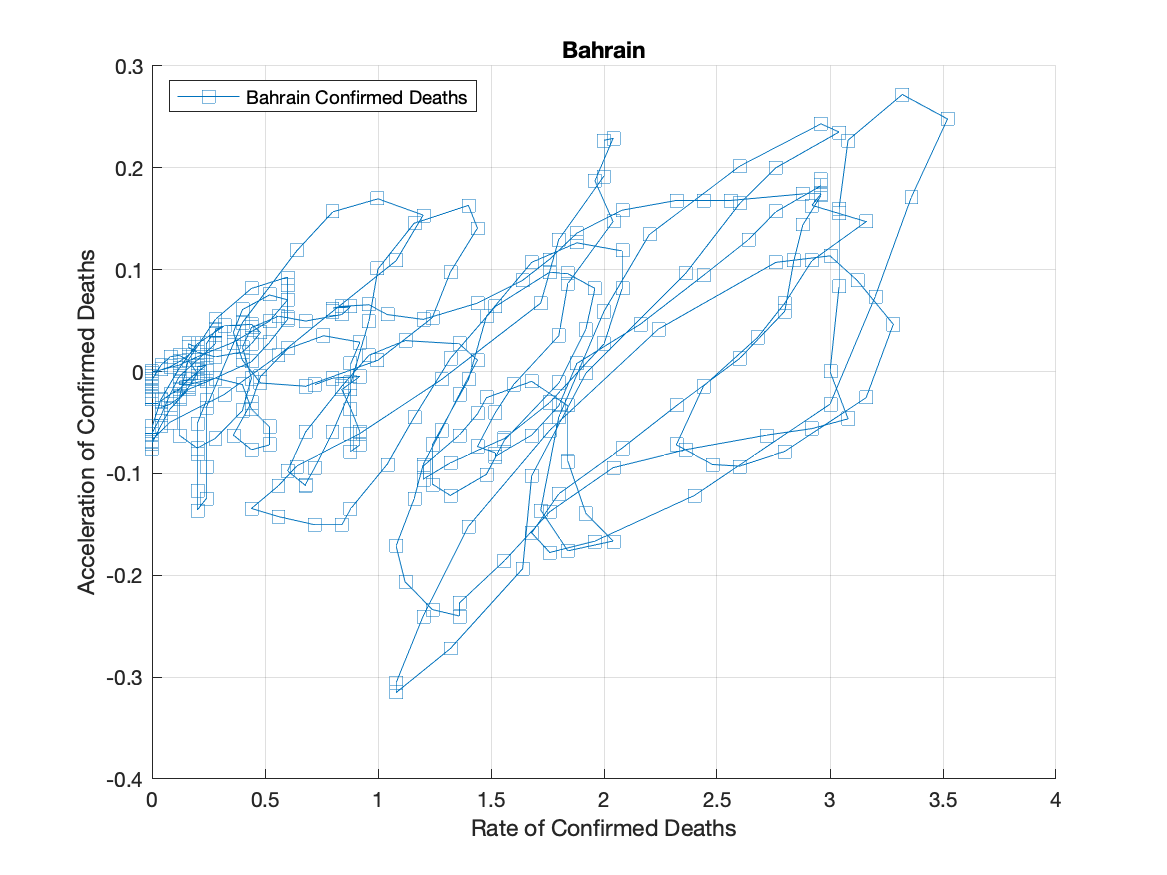 Bahrain
0.3
Bahrain Confirmed Deaths
0.2
0.1
0
-0.1
-0.2
-0.3
-0.4
Acceleration of Confirmed Deaths
0 0.5 1 1.5 2 2.5 3 3.5 4
Rate of Confirmed Deaths